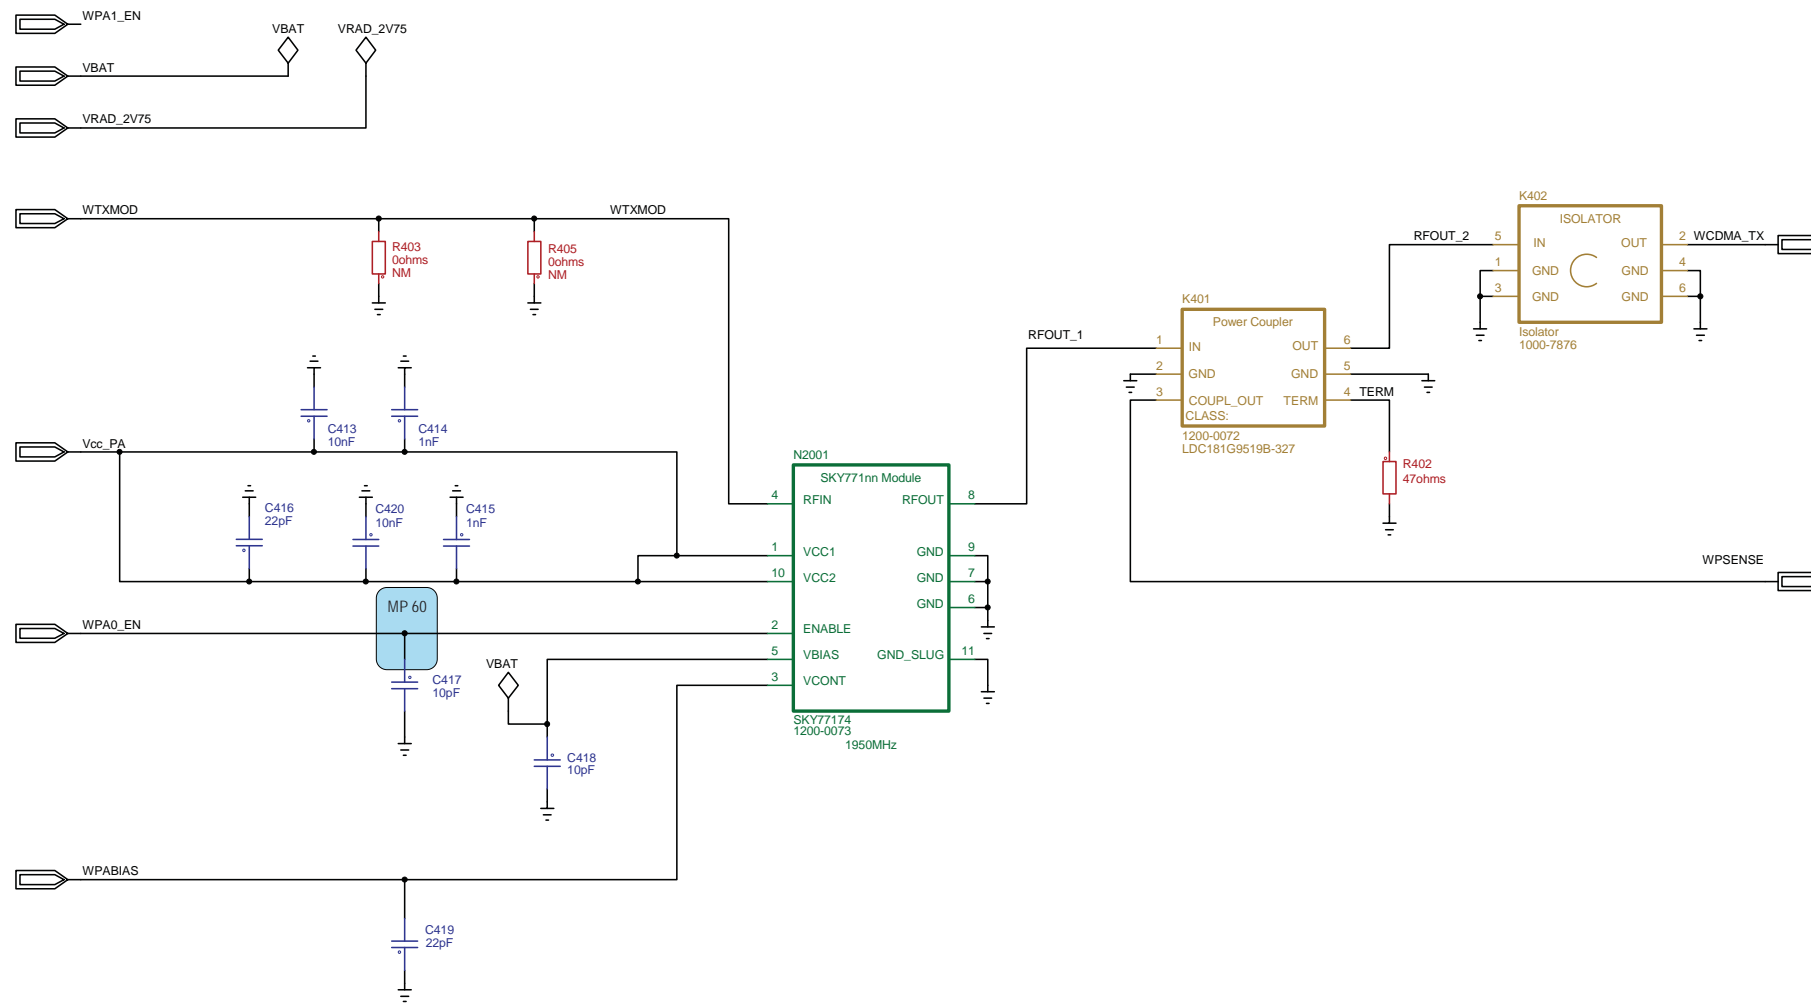 WPA1_EN
VBAT
VRAD_2V75
VBAT
VRAD_2V75
WTXMOD
WTXMOD
R403
0ohms
NM
R405
0ohms
NM
K402
ISOLATOR
5 IN OUT 2
1 GND GND 4
3 GND GND 6
Isolator
1000-7876
RFOUT_2
WCDMA_TX
K401
Power Coupler
1 IN OUT 6
2 GND GND 5
3 COUPL_OUT TERM 4
CLASS:
1200-0072
LDC181G9519B-327
RFOUT_1
TERM
R402
47ohms
WPSENSE
C413
10nF
C414
1nF
Vcc_PA
C416
22pF
C420
10nF
C415
1nF
N2001
SKY771nn Module
4 RFIN RFOUT 8
1 VCC1 GND 9
10 VCC2 GND 7
GND 6
2 ENABLE
5 VBIAS GND_SLUG 11
3 VCONT
SKY77174
1200-0073
1950MHz
MP 60
WPA0_EN
C417
10pF
VBAT
C418
10pF
WPABIAS
C419
22pF